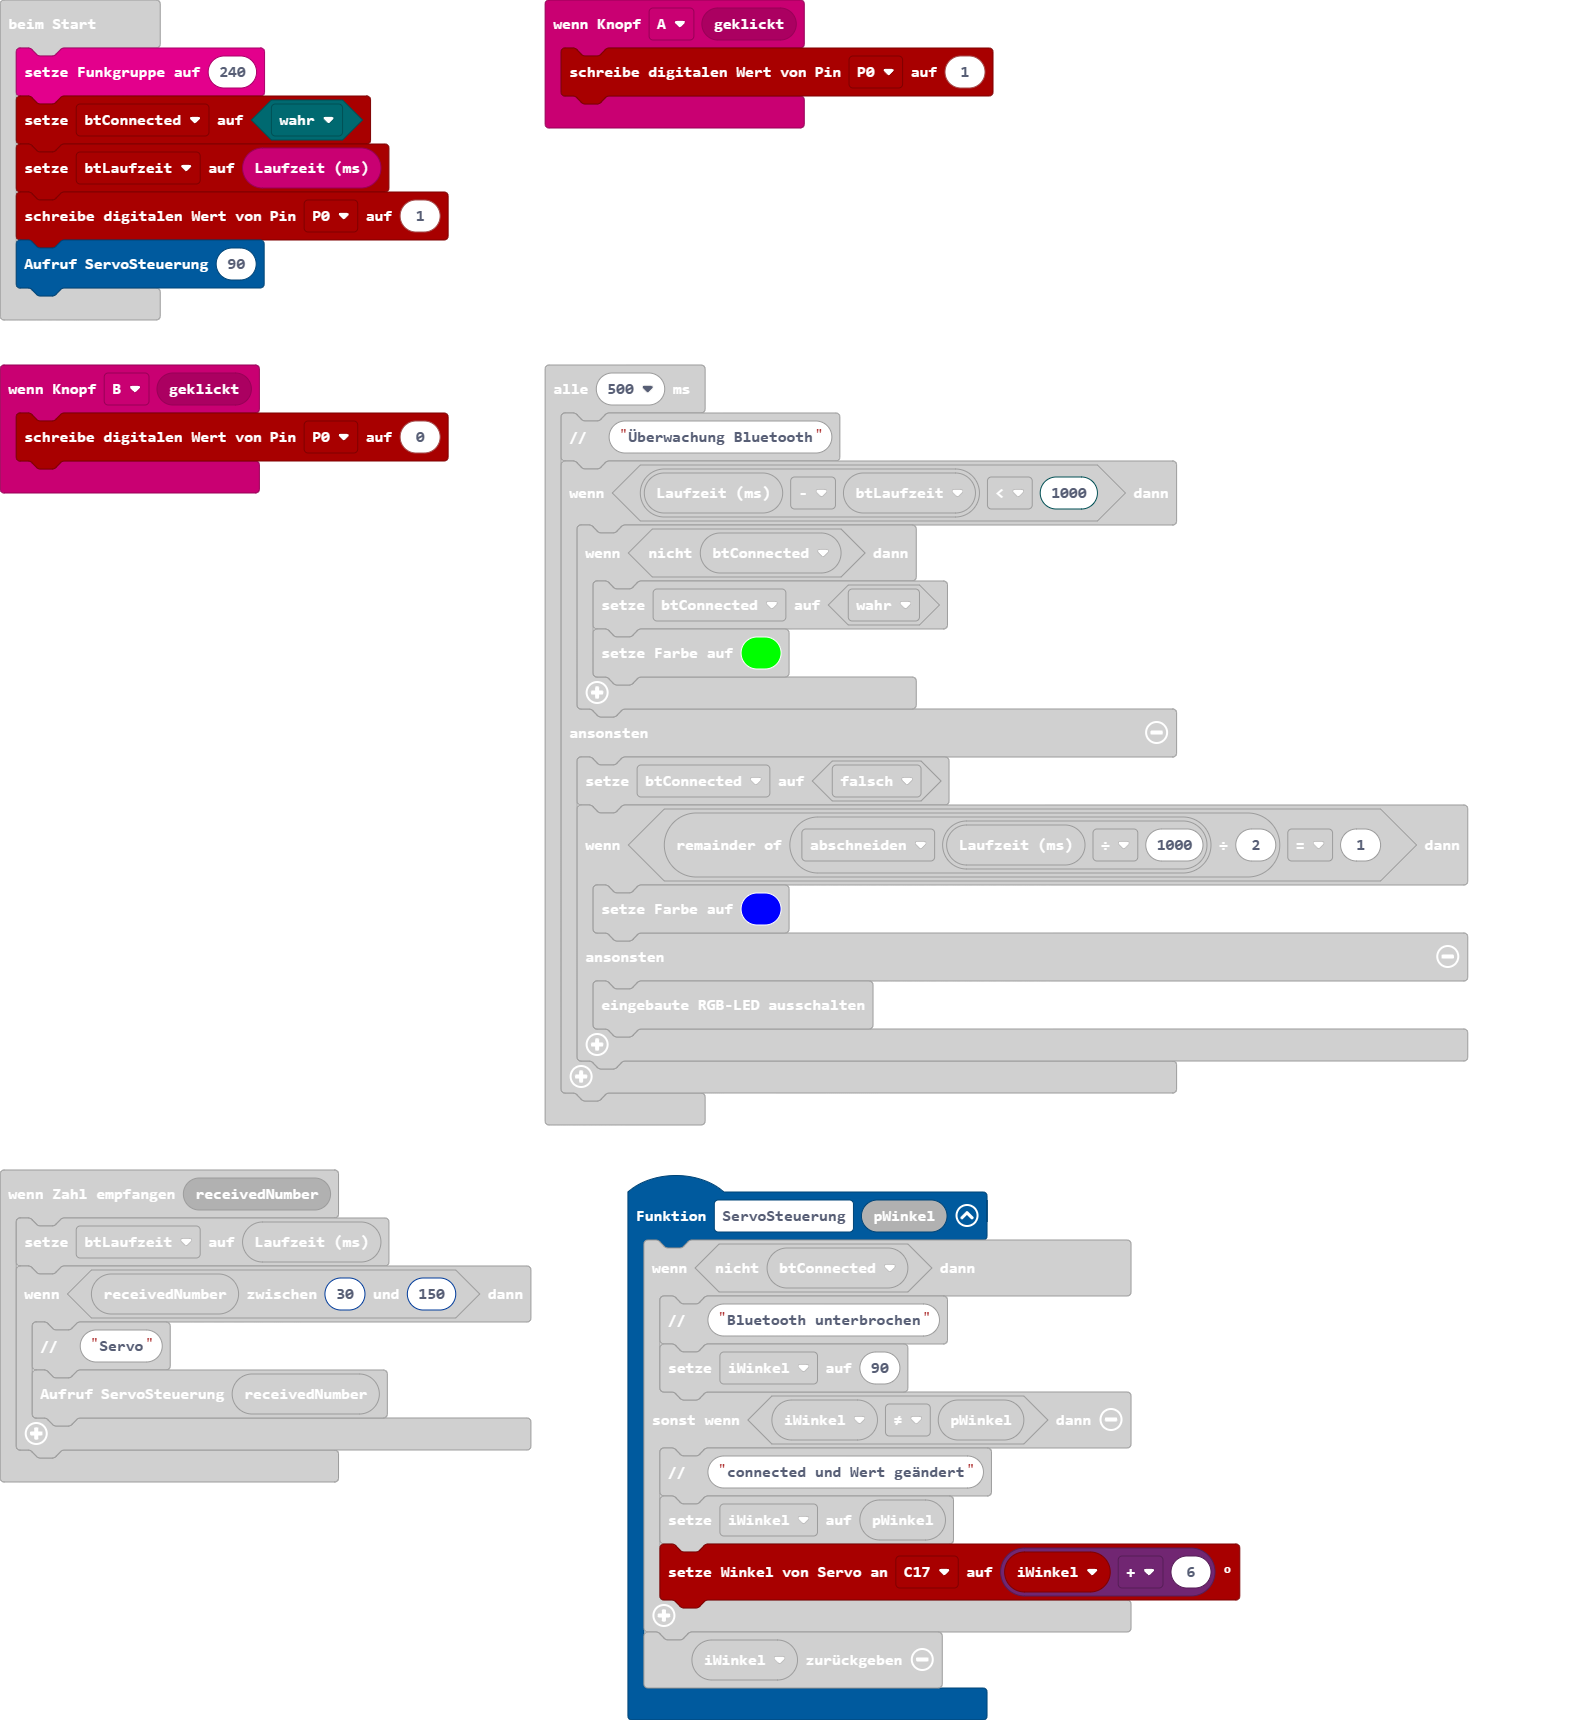 beim Start
setze Funkgruppe auf 240
setze btConnected auf wahr
setze btLaufzeit auf Laufzeit (ms)
schreibe digitalen Wert von Pin P0 auf 1
Aufruf ServoSteuerung 90
wenn Knopf A geklickt
schreibe digitalen Wert von Pin P0 auf 1
wenn Knopf B geklickt
schreibe digitalen Wert von Pin P0 auf 0
alle 500 ms
// "Überwachung Bluetooth"
wenn Laufzeit (ms) - btLaufzeit < 1000 dann
wenn nicht btConnected dann
setze btConnected auf wahr
setze Farbe auf
ansonsten
setze btConnected auf falsch
wenn remainder of abschneiden Laufzeit (ms) ÷ 1000 ÷ 2 = 1 dann
setze Farbe auf
ansonsten
eingebaute RGB-LED ausschalten
wenn Zahl empfangen receivedNumber
setze btLaufzeit auf Laufzeit (ms)
wenn receivedNumber zwischen 30 und 150 dann
// "Servo"
Aufruf ServoSteuerung receivedNumber
Funktion ServoSteuerung pWinkel
wenn nicht btConnected dann
// "Bluetooth unterbrochen"
setze iWinkel auf 90
sonst wenn iWinkel ≠ pWinkel dann
// "connected und Wert geändert"
setze iWinkel auf pWinkel
setze Winkel von Servo an C17 auf iWinkel + 6 °
iWinkel zurückgeben